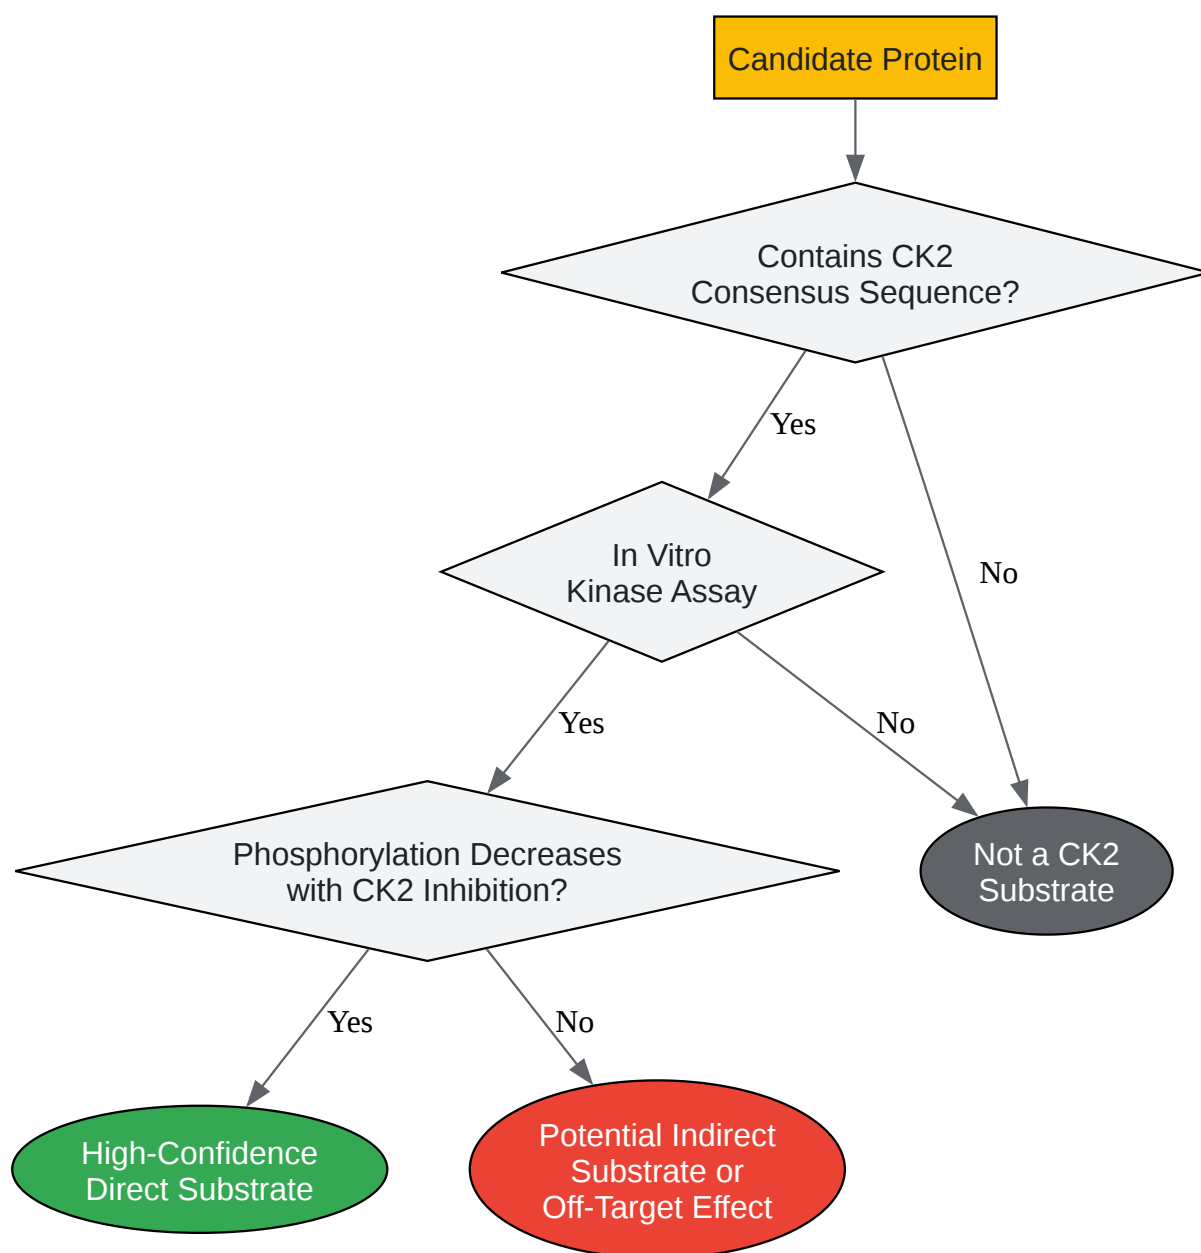 Candidate Protein
Contains CK2
Consensus Sequence?
Yes
No
In Vitro
Kinase Assay
Yes
No
Phosphorylation Decreases
with CK2 Inhibition?
Not a CK2
Substrate
Yes
No
High-Confidence
Direct Substrate
Potential Indirect
Substrate or
Off-Target Effect